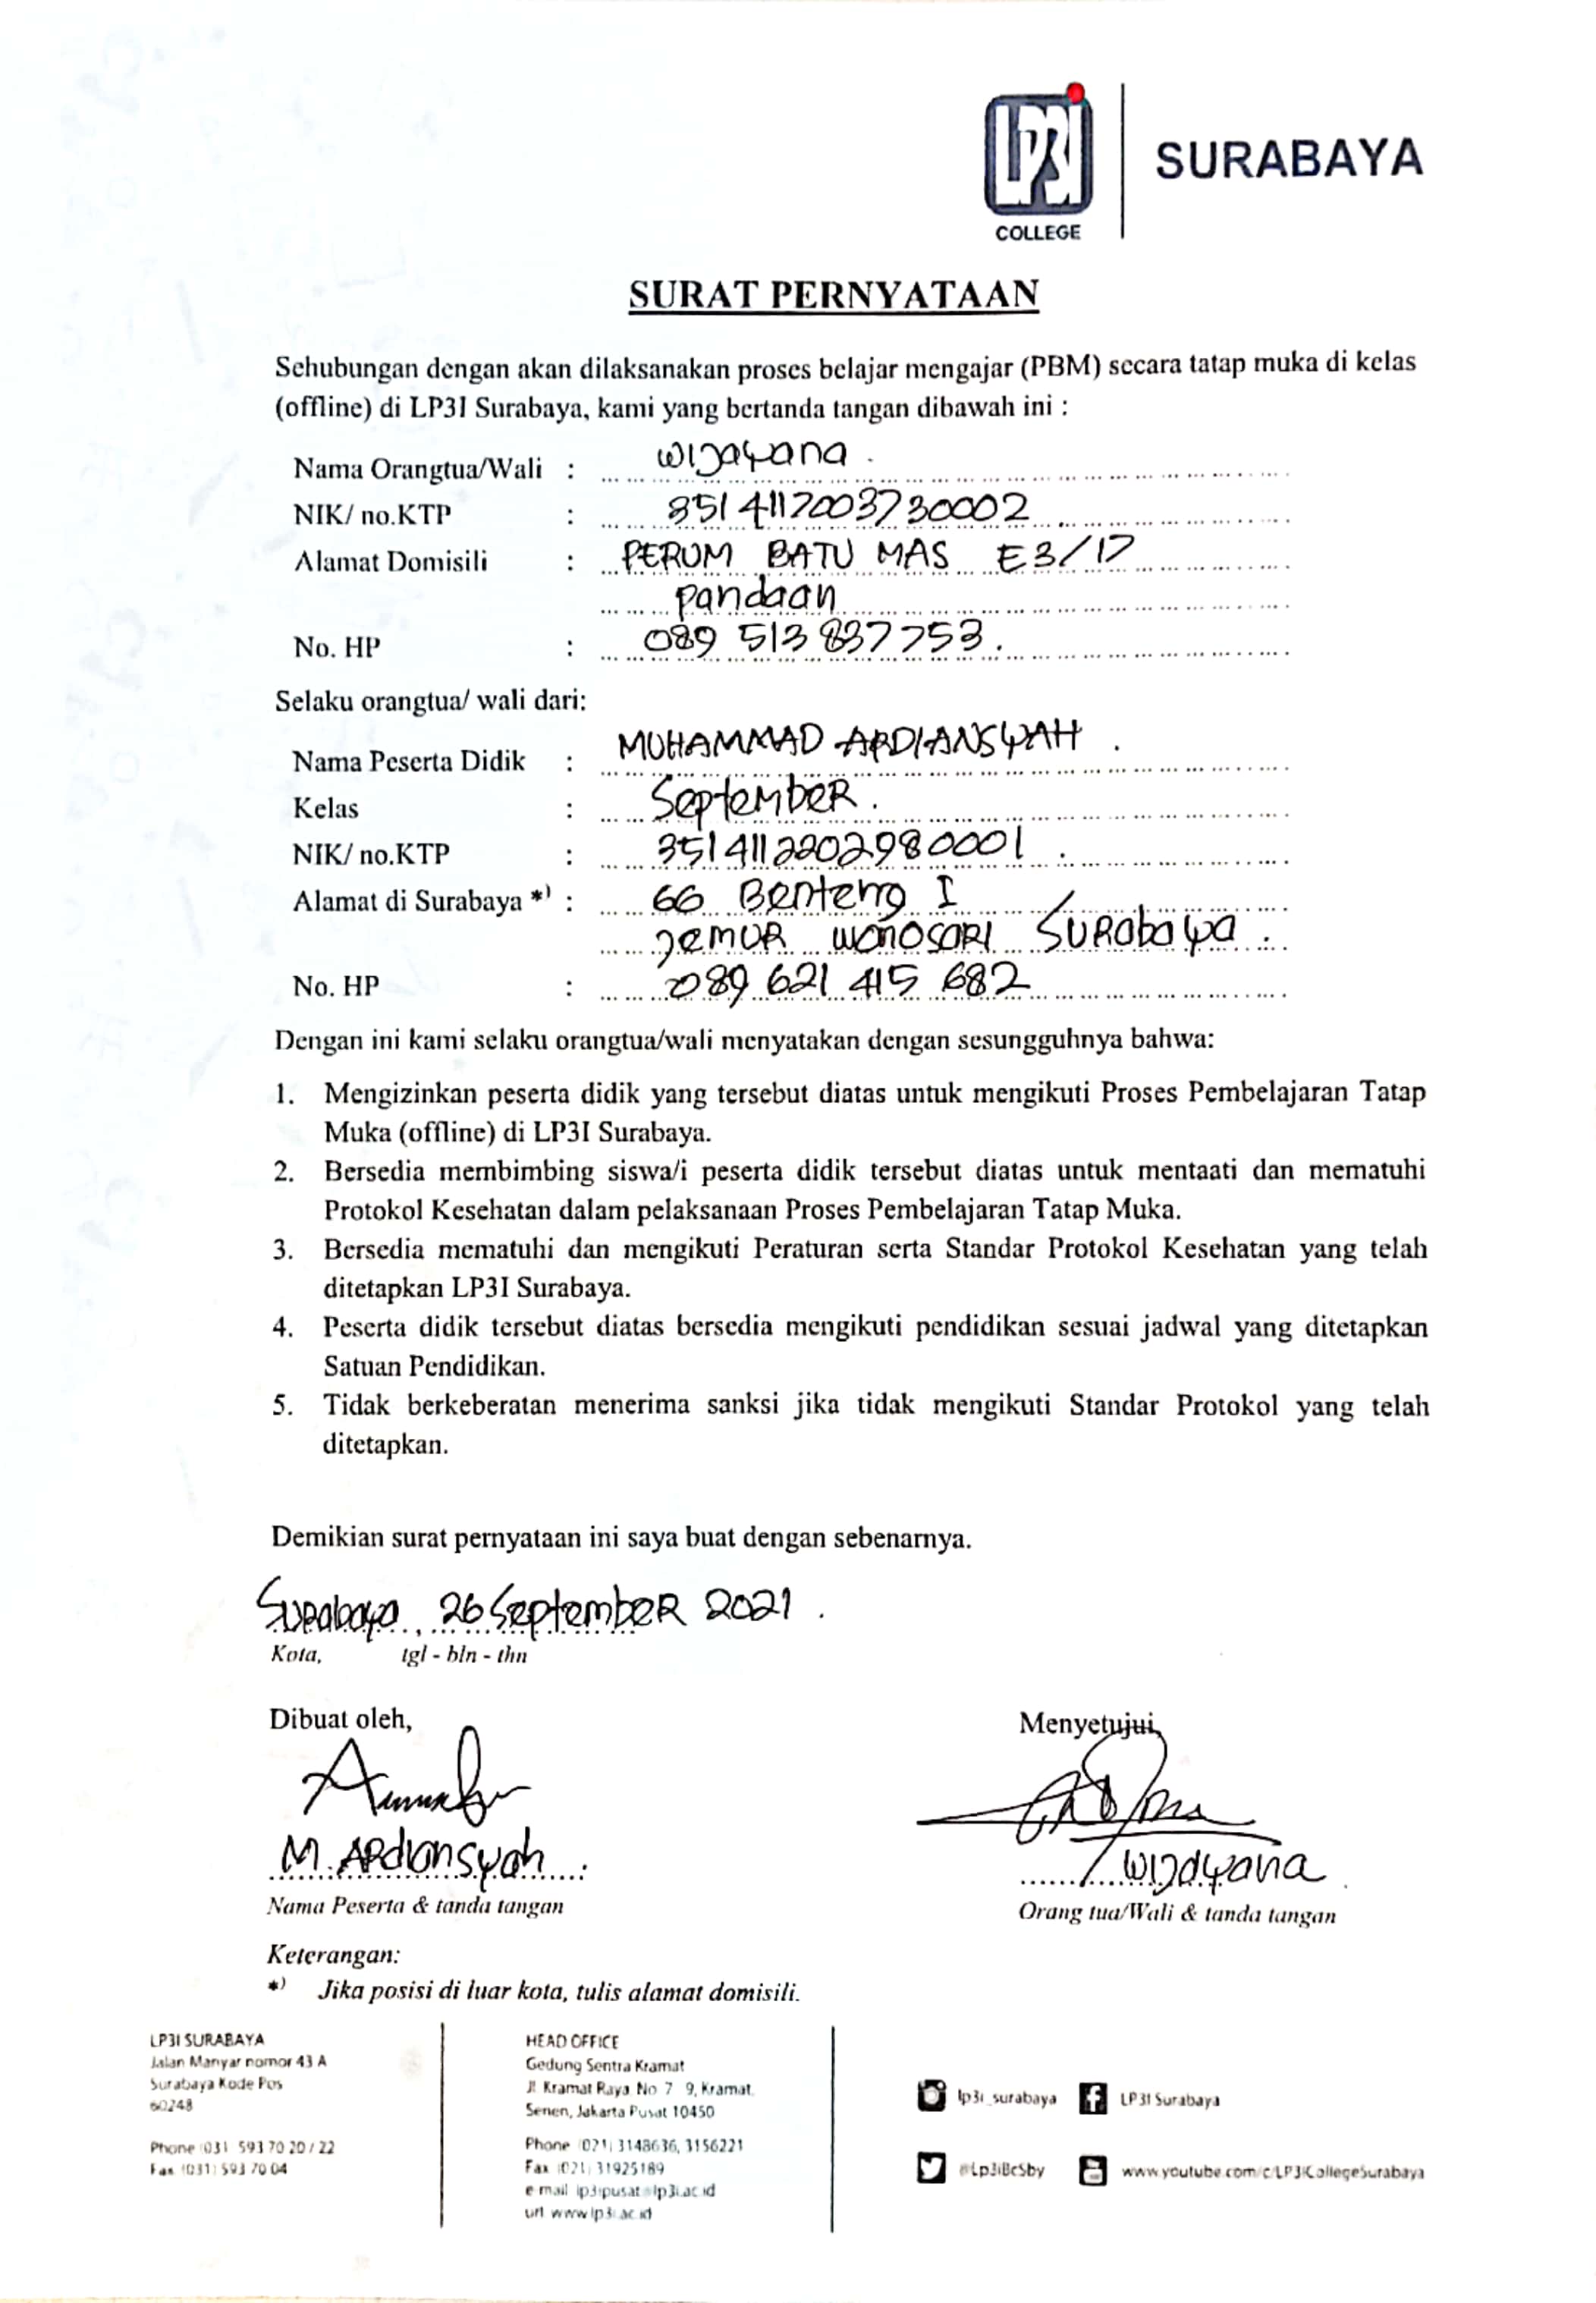 LP3I
COLLEGE
SURABAYA
SURAT PERNYATAAN
Sehubungan dengan akan dilaksanakan proses belajar mengajar (PBM) secara tatap muka di kelas
(offline) di LP3I Surabaya, kami yang bertanda tangan dibawah ini :
Nama Orangtua/Wali : Wijayana.
NIK/ no.KTP : 3514117003730002
Alamat Domisili : PERUM BATU MAS E3/17
pandaan
No. HP : 089 513 837753.
Selaku orangtua/ wali dari:
Nama Peserta Didik : MUHAMMAD ARDIANSYAH.
Kelas : September.
NIK/ no.KTP : 3514112202980001.
Alamat di Surabaya *) : 66 Benteng I
Jemur wonosari Surabaya.
No. HP : 089 621 415 682
Dengan ini kami selaku orangtua/wali menyatakan dengan sesungguhnya bahwa:
1. Mengizinkan peserta didik yang tersebut diatas untuk mengikuti Proses Pembelajaran Tatap
Muka (offline) di LP3I Surabaya.
2. Bersedia membimbing siswa/i peserta didik tersebut diatas untuk mentaati dan mematuhi
Protokol Kesehatan dalam pelaksanaan Proses Pembelajaran Tatap Muka.
3. Bersedia mematuhi dan mengikuti Peraturan serta Standar Protokol Kesehatan yang telah
ditetapkan LP3I Surabaya.
4. Peserta didik tersebut diatas bersedia mengikuti pendidikan sesuai jadwal yang ditetapkan
Satuan Pendidikan.
5. Tidak berkeberatan menerima sanksi jika tidak mengikuti Standar Protokol yang telah
ditetapkan.
Demikian surat pernyataan ini saya buat dengan sebenarnya.
Surabaya, 26 September 2021.
Kota, tgl - bln - thn
Dibuat oleh,
M. Ardiansyah
Nama Peserta & tanda tangan
Menyetujui,
Wijayana
Orang tua/Wali & tanda tangan
Keterangan:
*) Jika posisi di luar kota, tulis alamat domisili.
LP3I SURABAYA
Jalan Manyar nomor 43 A
Surabaya Kode Pos
60248
Phone (031) 593 70 20 / 22
Fax (031) 593 70 04
HEAD OFFICE
Gedung Sentra Kramat
Jl. Kramat Raya No. 7 9, Kramat,
Senen, Jakarta Pusat 10450
Phone (021) 3148636, 3156221
Fax (021) 31925189
e-mail lp3ipusat@lp3i.ac.id
url www.lp3i.ac.id
lp3i_surabaya
LP3I Surabaya
@Lp3iBcSby
www.youtube.com/c/LP3ICollegeSurabaya